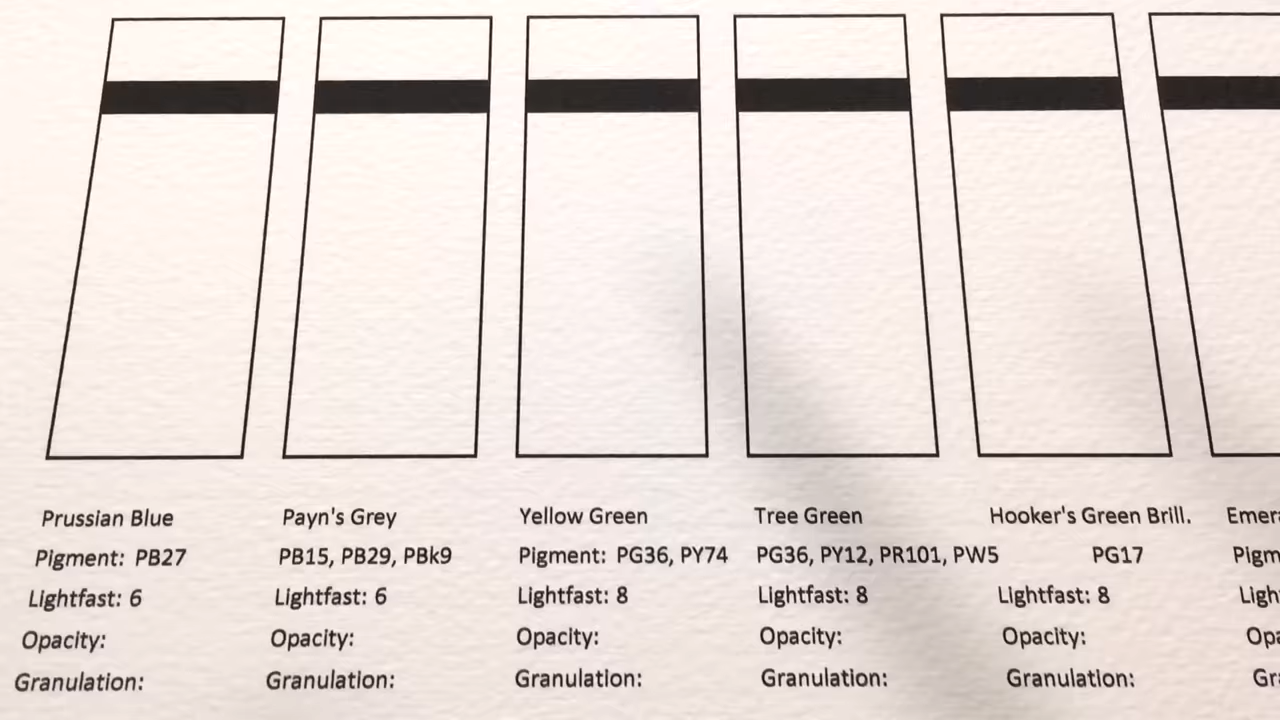 Prussian Blue
Pigment: PB27
Lightfast: 6
Opacity:
Granulation:
Payn's Grey
PB15, PB29, PBk9
Lightfast: 6
Opacity:
Granulation:
Yellow Green
Pigment: PG36, PY74
Lightfast: 8
Opacity:
Granulation:
Tree Green
PG36, PY12, PR101, PW5
Lightfast: 8
Opacity:
Granulation:
Hooker's Green Brill.
PG17
Lightfast: 8
Opacity:
Granulation: